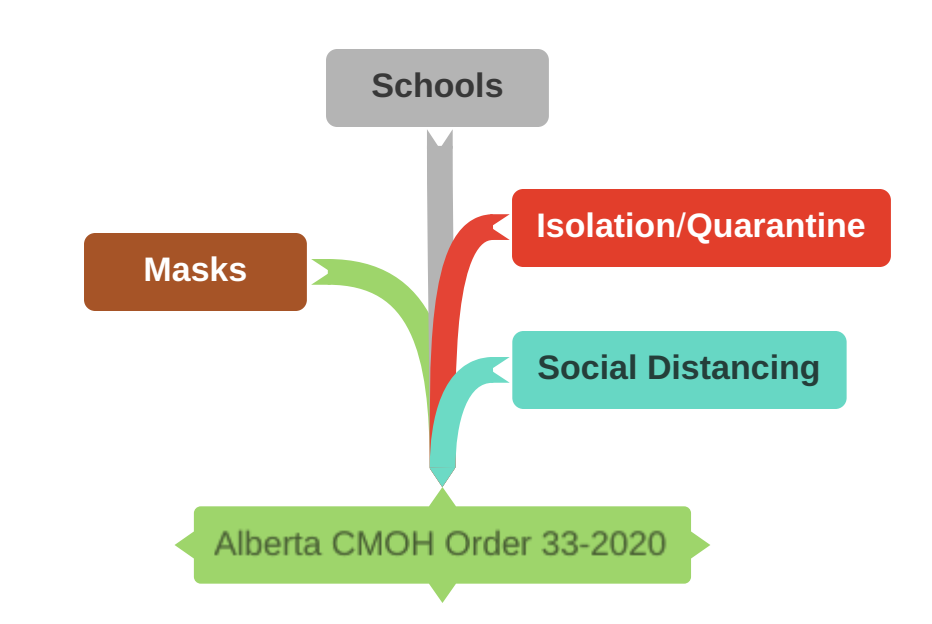 Schools
Isolation/Quarantine
Masks
Social Distancing
Alberta CMOH Order 33-2020